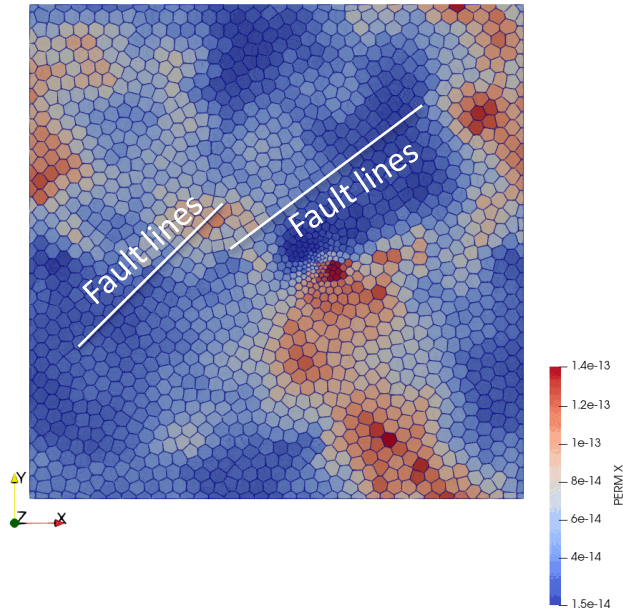 Fault lines
Fault lines
Y
Z
X
1.4e-13
1.2e-13
1e-13
8e-14
6e-14
4e-14
1.5e-14
PERM X